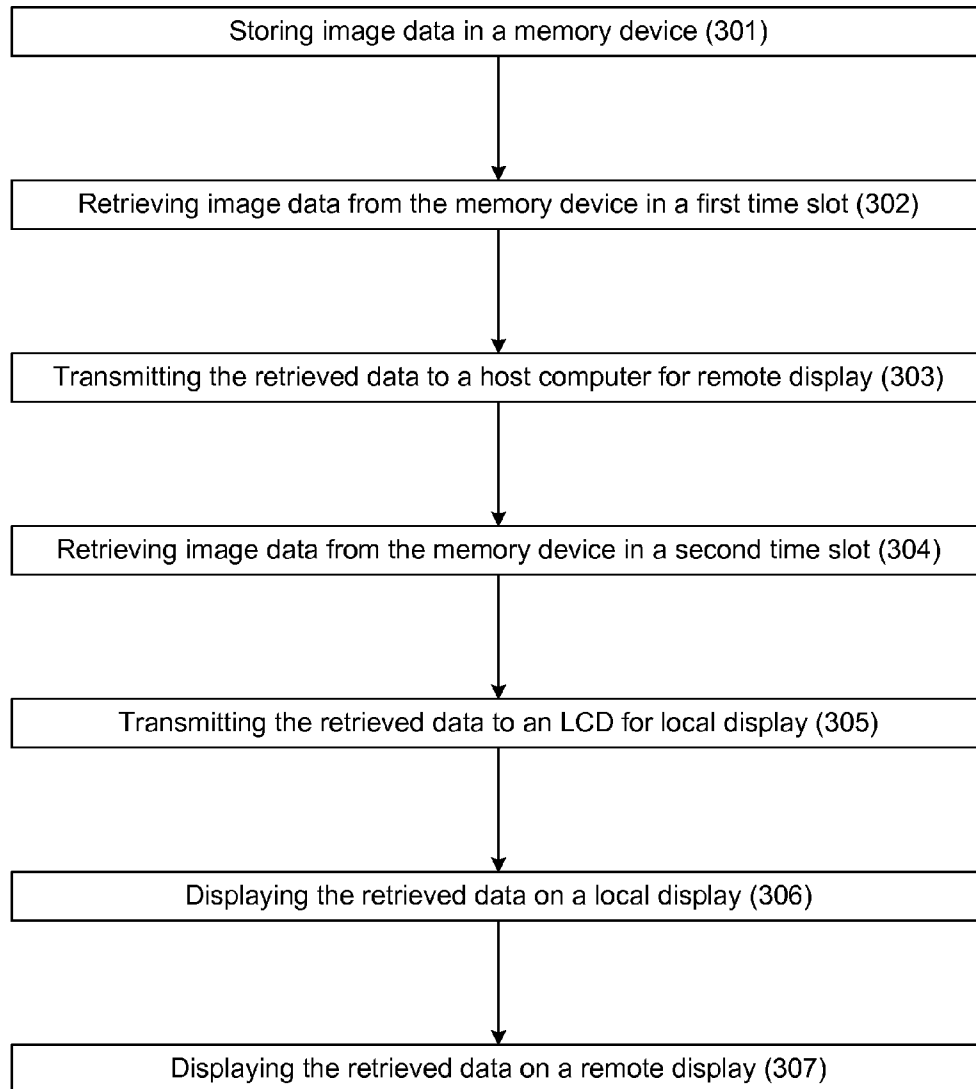 Storing image data in a memory device (301)
Retrieving image data from the memory device in a first time slot (302)
Transmitting the retrieved data to a host computer for remote display (303)
Retrieving image data from the memory device in a second time slot (304)
Transmitting the retrieved data to an LCD for local display (305)
Displaying the retrieved data on a local display (306)
Displaying the retrieved data on a remote display (307)